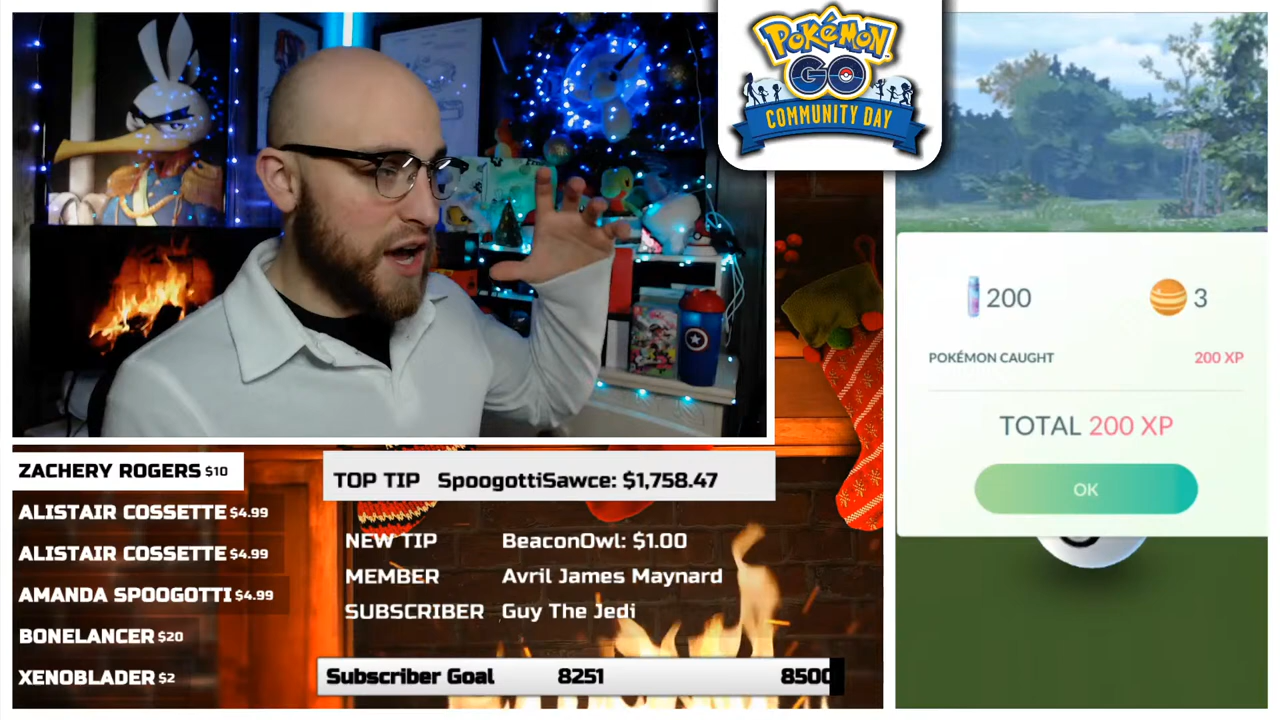 POKÉMON
GO
COMMUNITY DAY
200
3
POKÉMON CAUGHT 200 XP
TOTAL 200 XP
OK
ZACHERY ROGERS $10
ALISTAIR COSSETTE $4.99
ALISTAIR COSSETTE $4.99
AMANDA SPOOGOTTI $4.99
BONELANCER $20
XENOBLADER $2
TOP TIP SpoogottiSawce: $1,758.47
NEW TIP BeaconOwl: $1.00
MEMBER Avril James Maynard
SUBSCRIBER Guy The Jedi
Subscriber Goal 8251 8500